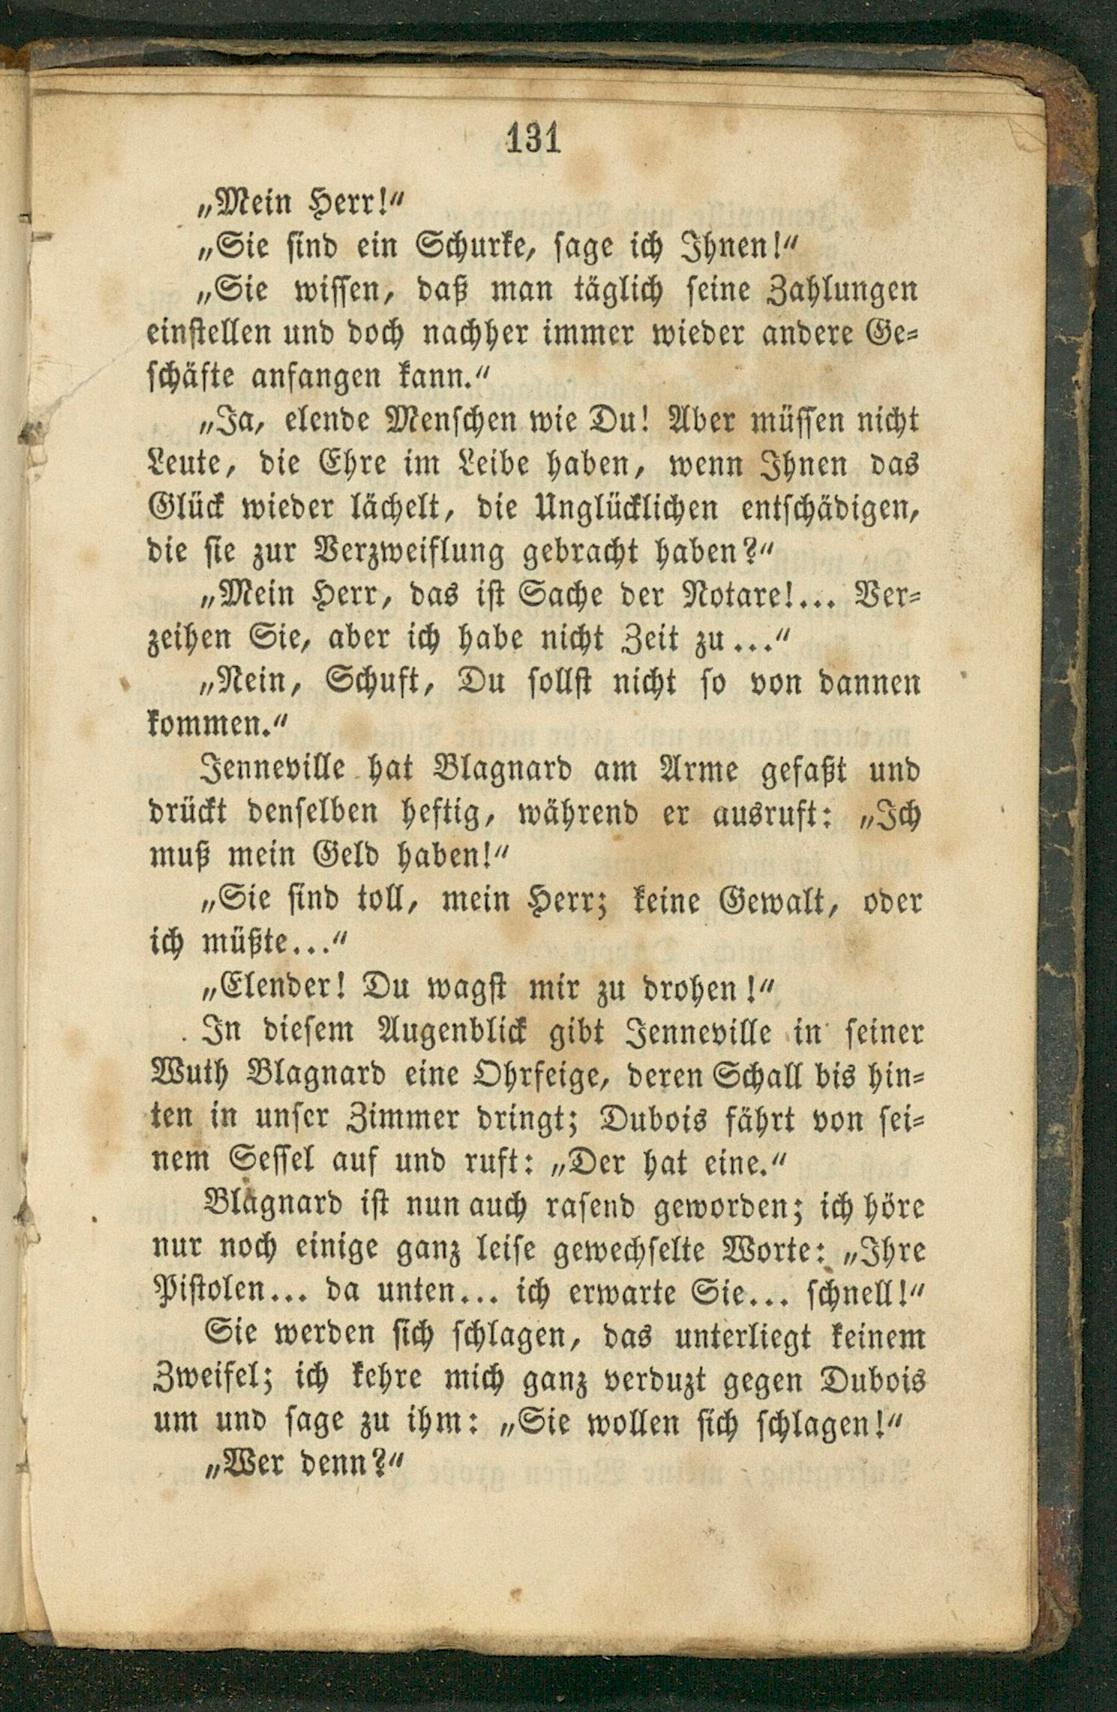 131
„Mein Herr!“
„Sie sind ein Schurke, sage ich Ihnen!“
„Sie wissen, daß man täglich seine Zahlungen
einstellen und doch nachher immer wieder andere Ge-
schäfte anfangen kann.“
„Ja, elende Menschen wie Du! Aber müssen nicht
Leute, die Ehre im Leibe haben, wenn Ihnen das
Glück wieder lächelt, die Unglücklichen entschädigen,
die sie zur Verzweiflung gebracht haben?“
„Mein Herr, das ist Sache der Notare!... Ver-
zeihen Sie, aber ich habe nicht Zeit zu...“
„Nein, Schuft, Du sollst nicht so von dannen
kommen.“
Jenneville hat Blagnard am Arme gefaßt und
drückt denselben heftig, während er ausruft: „Ich
muß mein Geld haben!“
„Sie sind toll, mein Herr; keine Gewalt, oder
ich müßte...“
„Elender! Du wagst mir zu drohen!“
In diesem Augenblick gibt Jenneville in seiner
Wuth Blagnard eine Ohrfeige, deren Schall bis hin-
ten in unser Zimmer dringt; Dubois fährt von sei-
nem Sessel auf und ruft: „Der hat eine.“
Blagnard ist nun auch rasend geworden; ich höre
nur noch einige ganz leise gewechselte Worte: „Ihre
Pistolen... da unten... ich erwarte Sie... schnell!“
Sie werden sich schlagen, das unterliegt keinem
Zweifel; ich kehre mich ganz verduzt gegen Dubois
um und sage zu ihm: „Sie wollen sich schlagen!“
„Wer denn?“